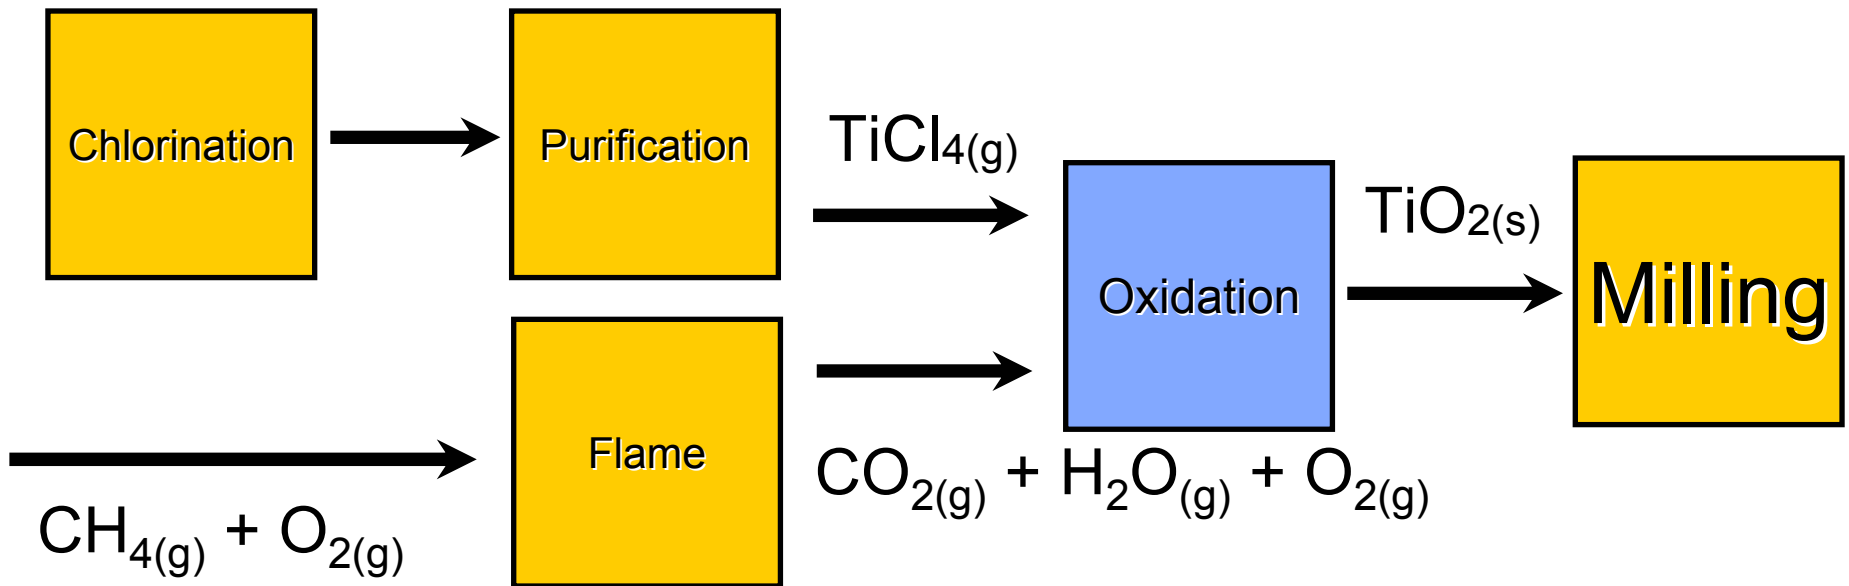 Chlorination
Purification
TiCl₄(g)
TiO₂(s)
Oxidation
Milling
Flame
CH₄(g) + O₂(g)
CO₂(g) + H₂O(g) + O₂(g)